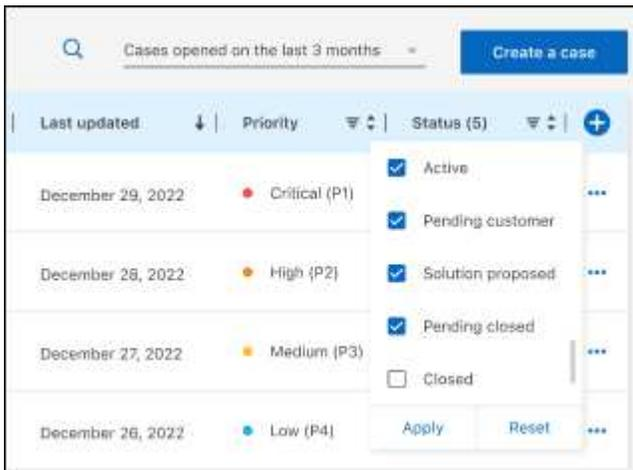 Cases opened on the last 3 months
Create a case
Last updated
Priority
Status (5)
Active
December 29, 2022
Critical (P1)
Pending customer
December 28, 2022
High (P2)
Solution proposed
Pending closed
December 27, 2022
Medium (P3)
Closed
December 26, 2022
Low (P4)
Apply
Reset